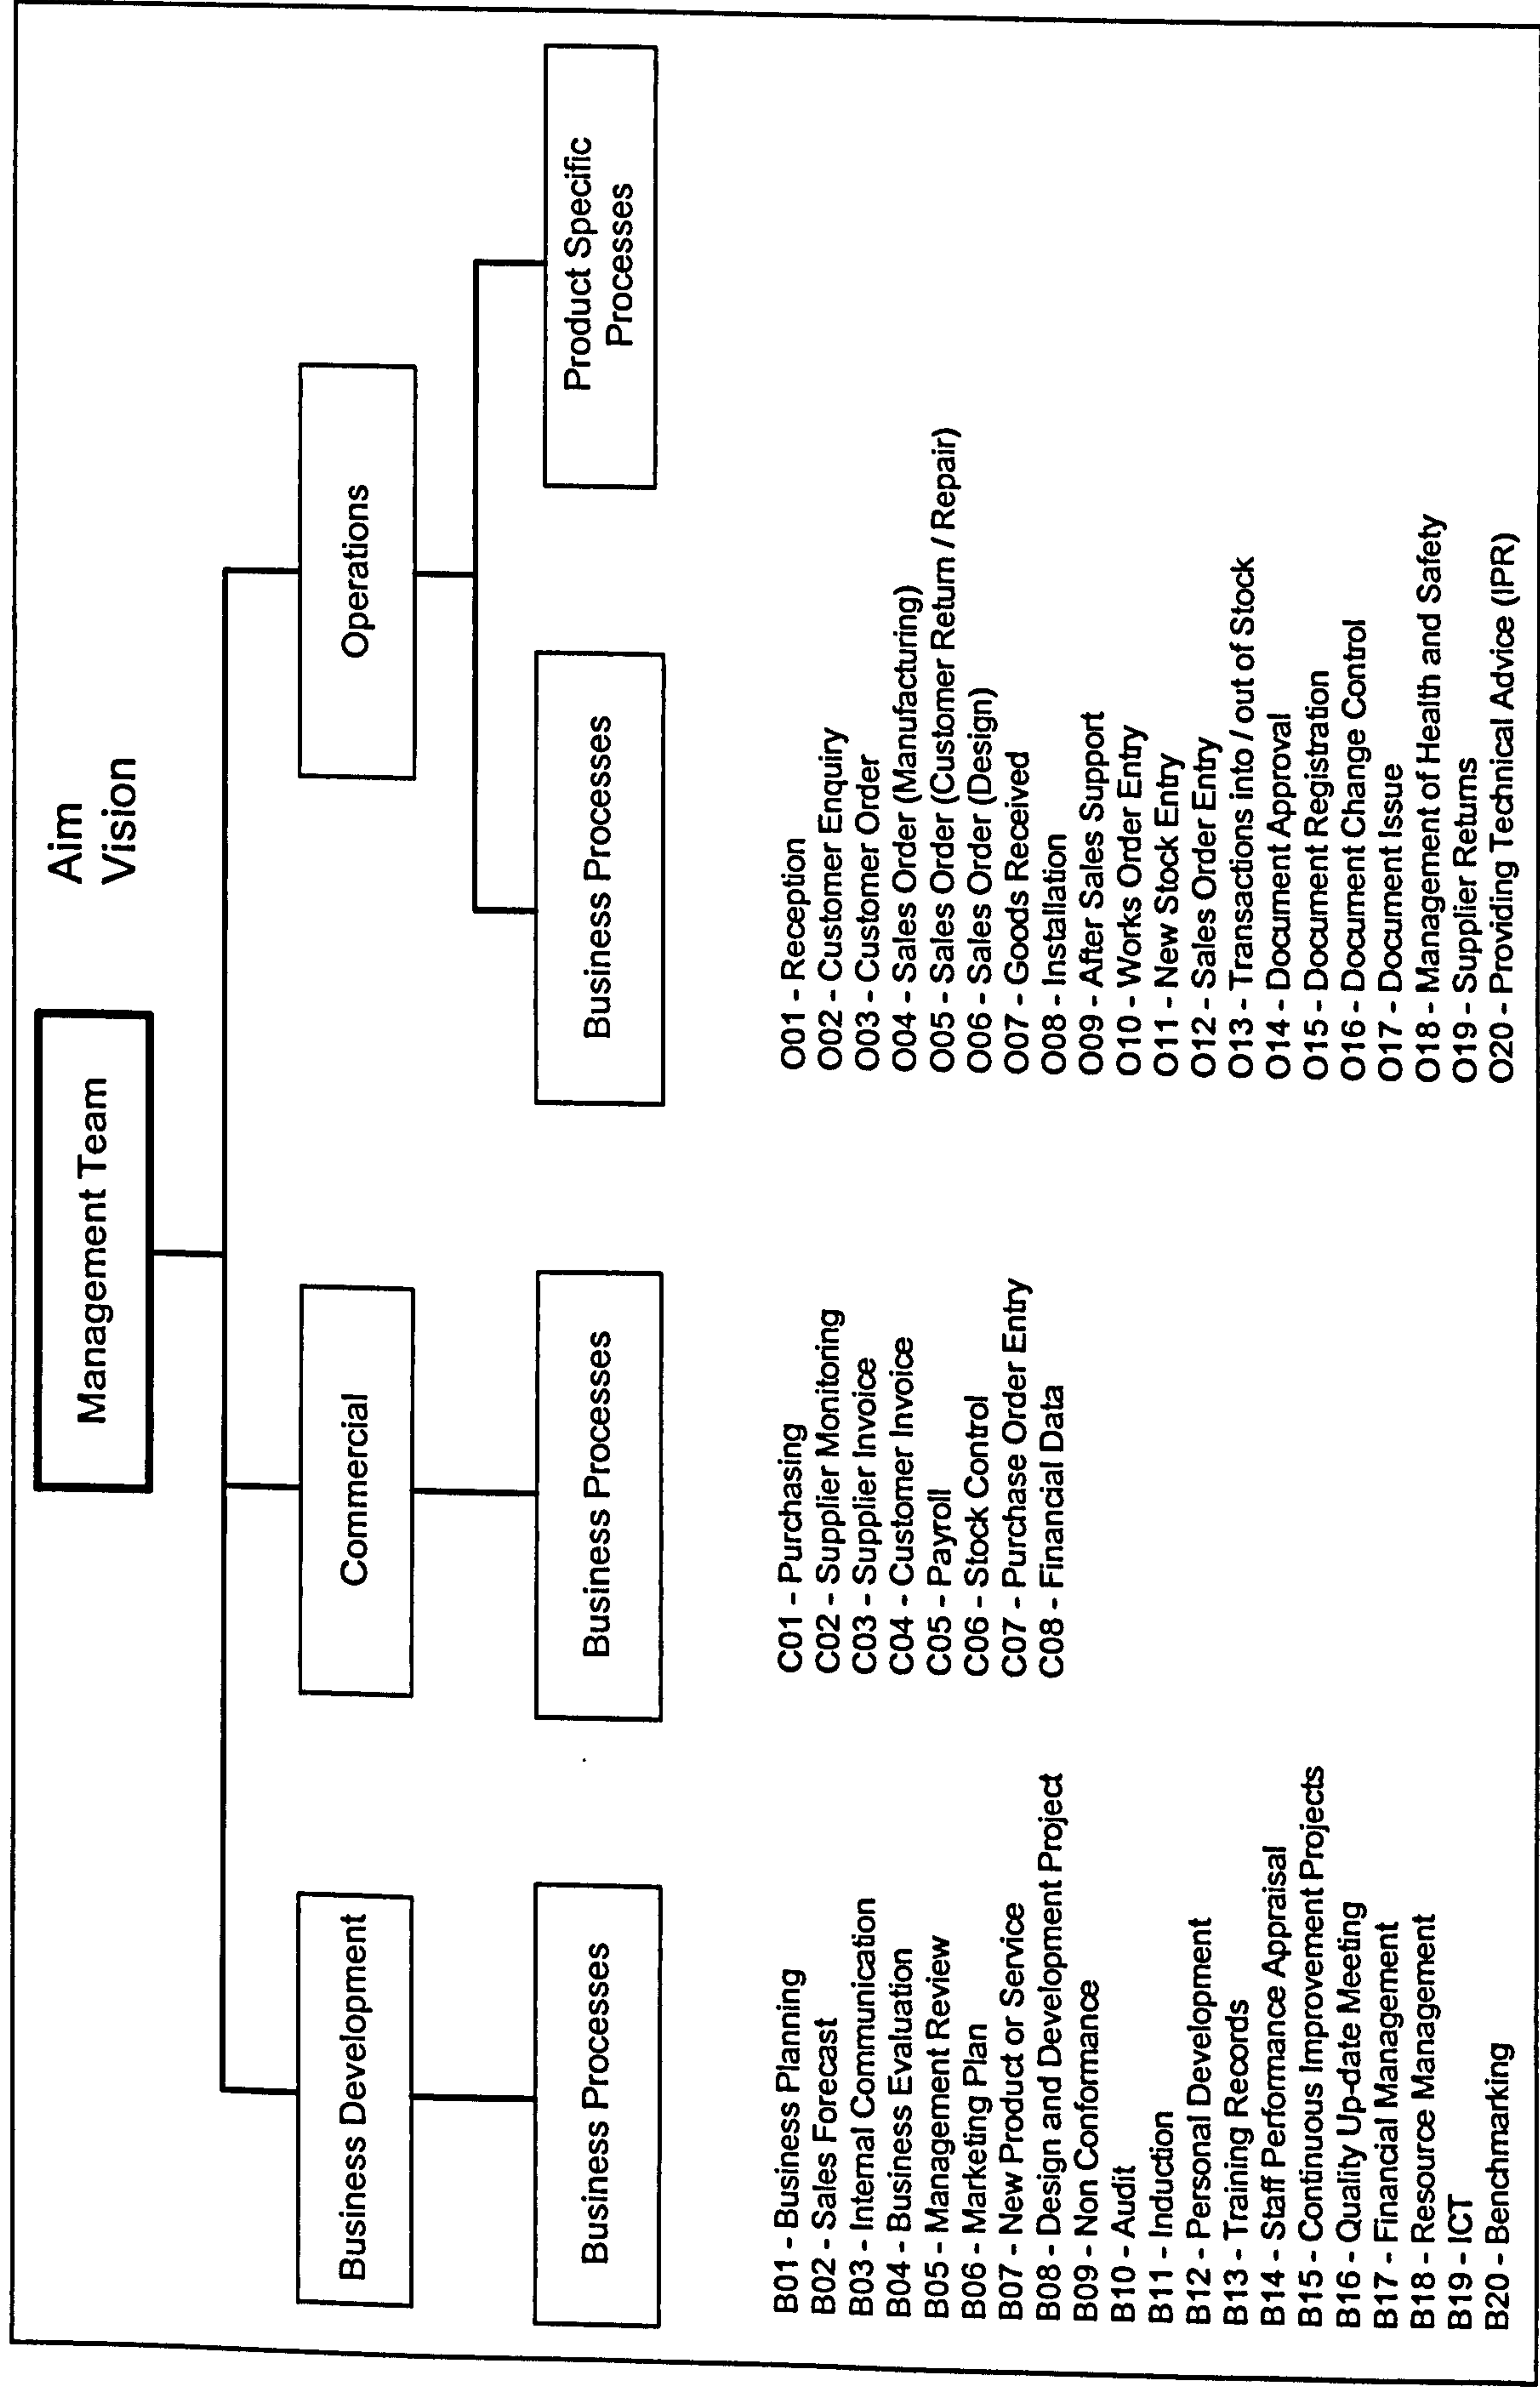 Aim
Vision
Management Team
Business Development
Commercial
Operations
Business Processes
Business Processes
Business Processes
Product Specific
Processes
B01 - Business Planning
B02 - Sales Forecast
B03 - Internal Communication
B04 - Business Evaluation
B05 - Management Review
B06 - Marketing Plan
B07 - New Product or Service
B08 - Design and Development Project
B09 - Non Conformance
B10 - Audit
B11 - Induction
B12 - Personal Development
B13 - Training Records
B14 - Staff Performance Appraisal
B15 - Continuous Improvement Projects
B16 - Quality Up-date Meeting
B17 - Financial Management
B18 - Resource Management
B19 - ICT
B20 - Benchmarking
C01 - Purchasing
C02 - Supplier Monitoring
C03 - Supplier Invoice
C04 - Customer Invoice
C05 - Payroll
C06 - Stock Control
C07 - Purchase Order Entry
C08 - Financial Data
O01 - Reception
O02 - Customer Enquiry
O03 - Customer Order
O04 - Sales Order (Manufacturing)
O05 - Sales Order (Customer Return / Repair)
O06 - Sales Order (Design)
O07 - Goods Received
O08 - Installation
O09 - After Sales Support
O10 - Works Order Entry
O11 - New Stock Entry
O12 - Sales Order Entry
O13 - Transactions into / out of Stock
O14 - Document Approval
O15 - Document Registration
O16 - Document Change Control
O17 - Document Issue
O18 - Management of Health and Safety
O19 - Supplier Returns
O20 - Providing Technical Advice (IPR)